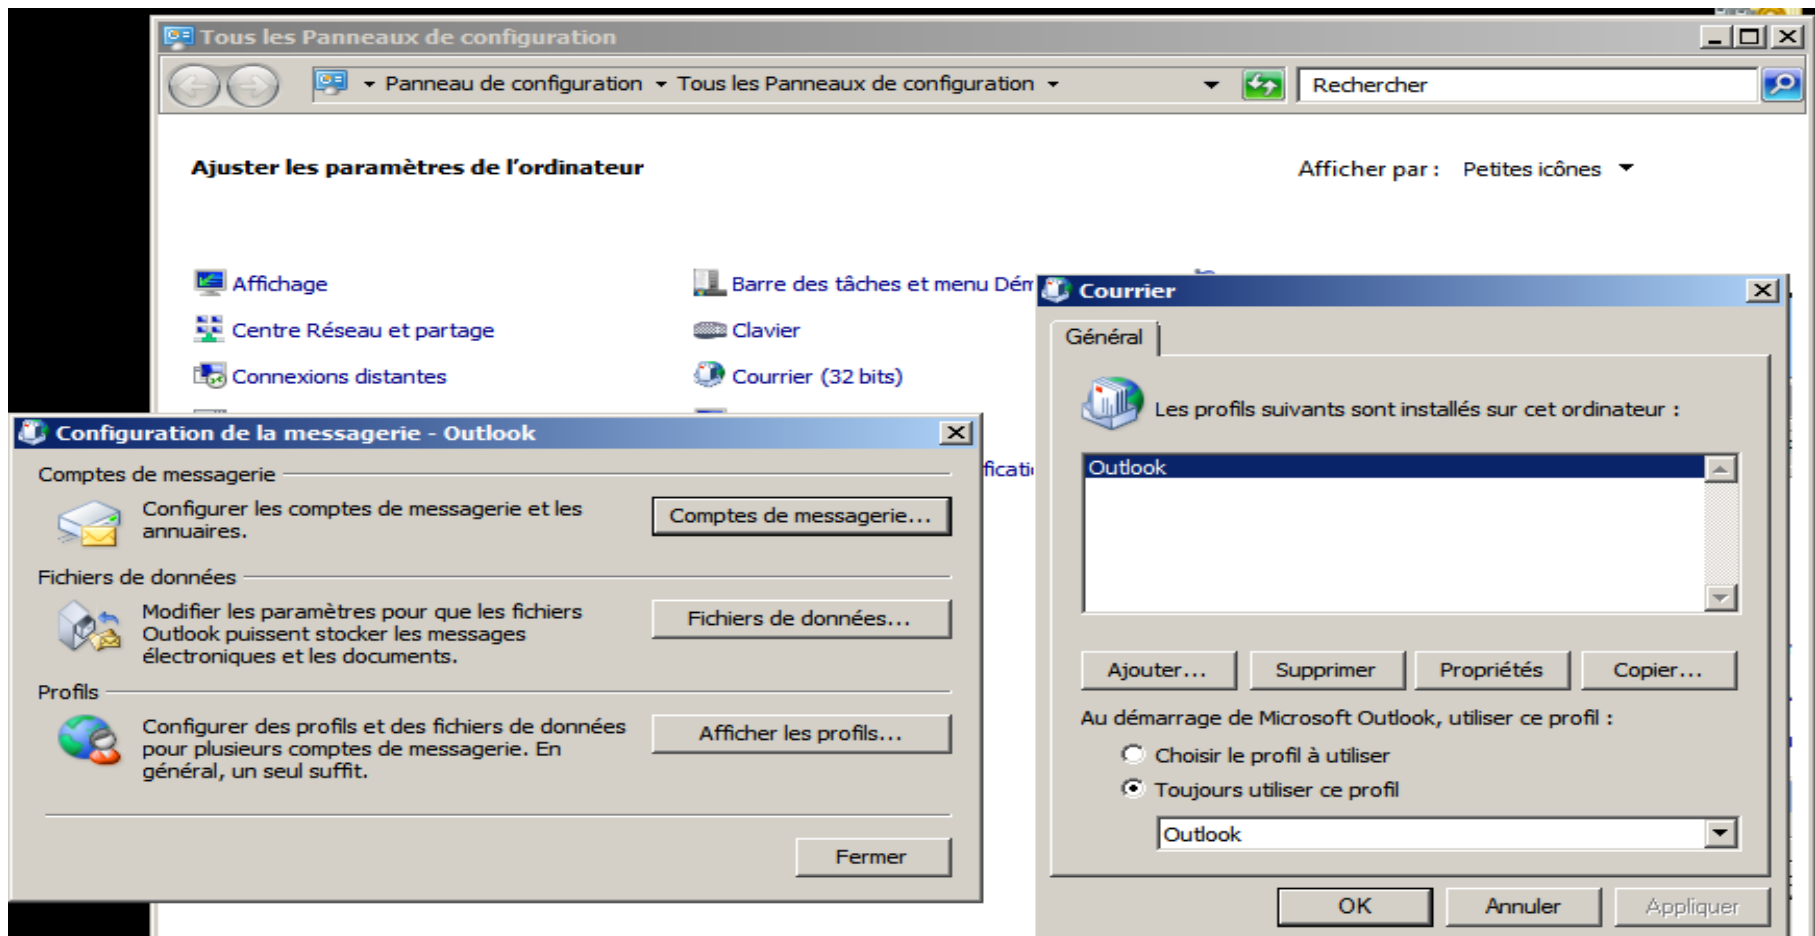 Tous les Panneaux de configuration
Panneau de configuration
Tous les Panneaux de configuration
Rechercher
Ajuster les paramètres de l'ordinateur
Afficher par : Petites icônes
Affichage
Barre des tâches et menu Dém
Centre Réseau et partage
Clavier
Connexions distantes
Courrier (32 bits)
ficati
Configuration de la messagerie - Outlook
Comptes de messagerie
Configurer les comptes de messagerie et les
annuaires.
Comptes de messagerie...
Fichiers de données
Modifier les paramètres pour que les fichiers
Outlook puissent stocker les messages
électroniques et les documents.
Fichiers de données...
Profils
Configurer des profils et des fichiers de données
pour plusieurs comptes de messagerie. En
général, un seul suffit.
Afficher les profils...
Fermer
Courrier
Général
Les profils suivants sont installés sur cet ordinateur :
Outlook
Ajouter...
Supprimer
Propriétés
Copier...
Au démarrage de Microsoft Outlook, utiliser ce profil :
Choisir le profil à utiliser
Toujours utiliser ce profil
Outlook
OK
Annuler
Appliquer